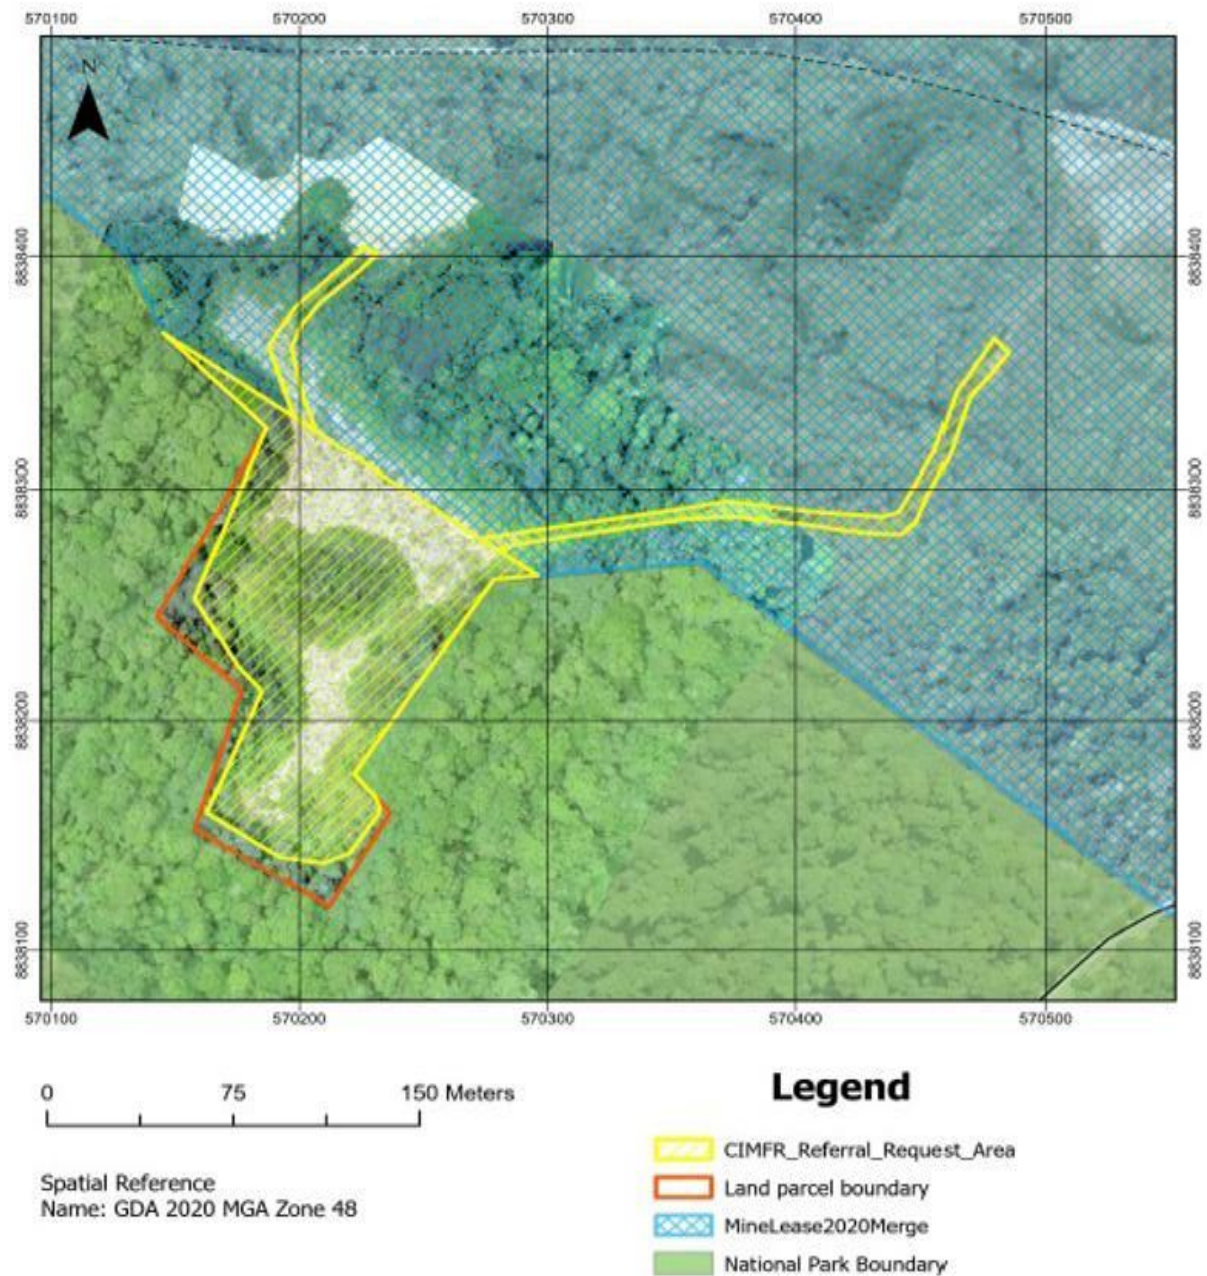 570100 570200 570300 570400 570500
N
8838400 8838400
8838300 8838300
8838200 8838200
8838100 8838100
570100 570200 570300 570400 570500
0 75 150 Meters
Legend
CIMFR_Referral_Request_Area
Spatial Reference
Land parcel boundary
Name: GDA 2020 MGA Zone 48
MineLease2020Merge
National Park Boundary